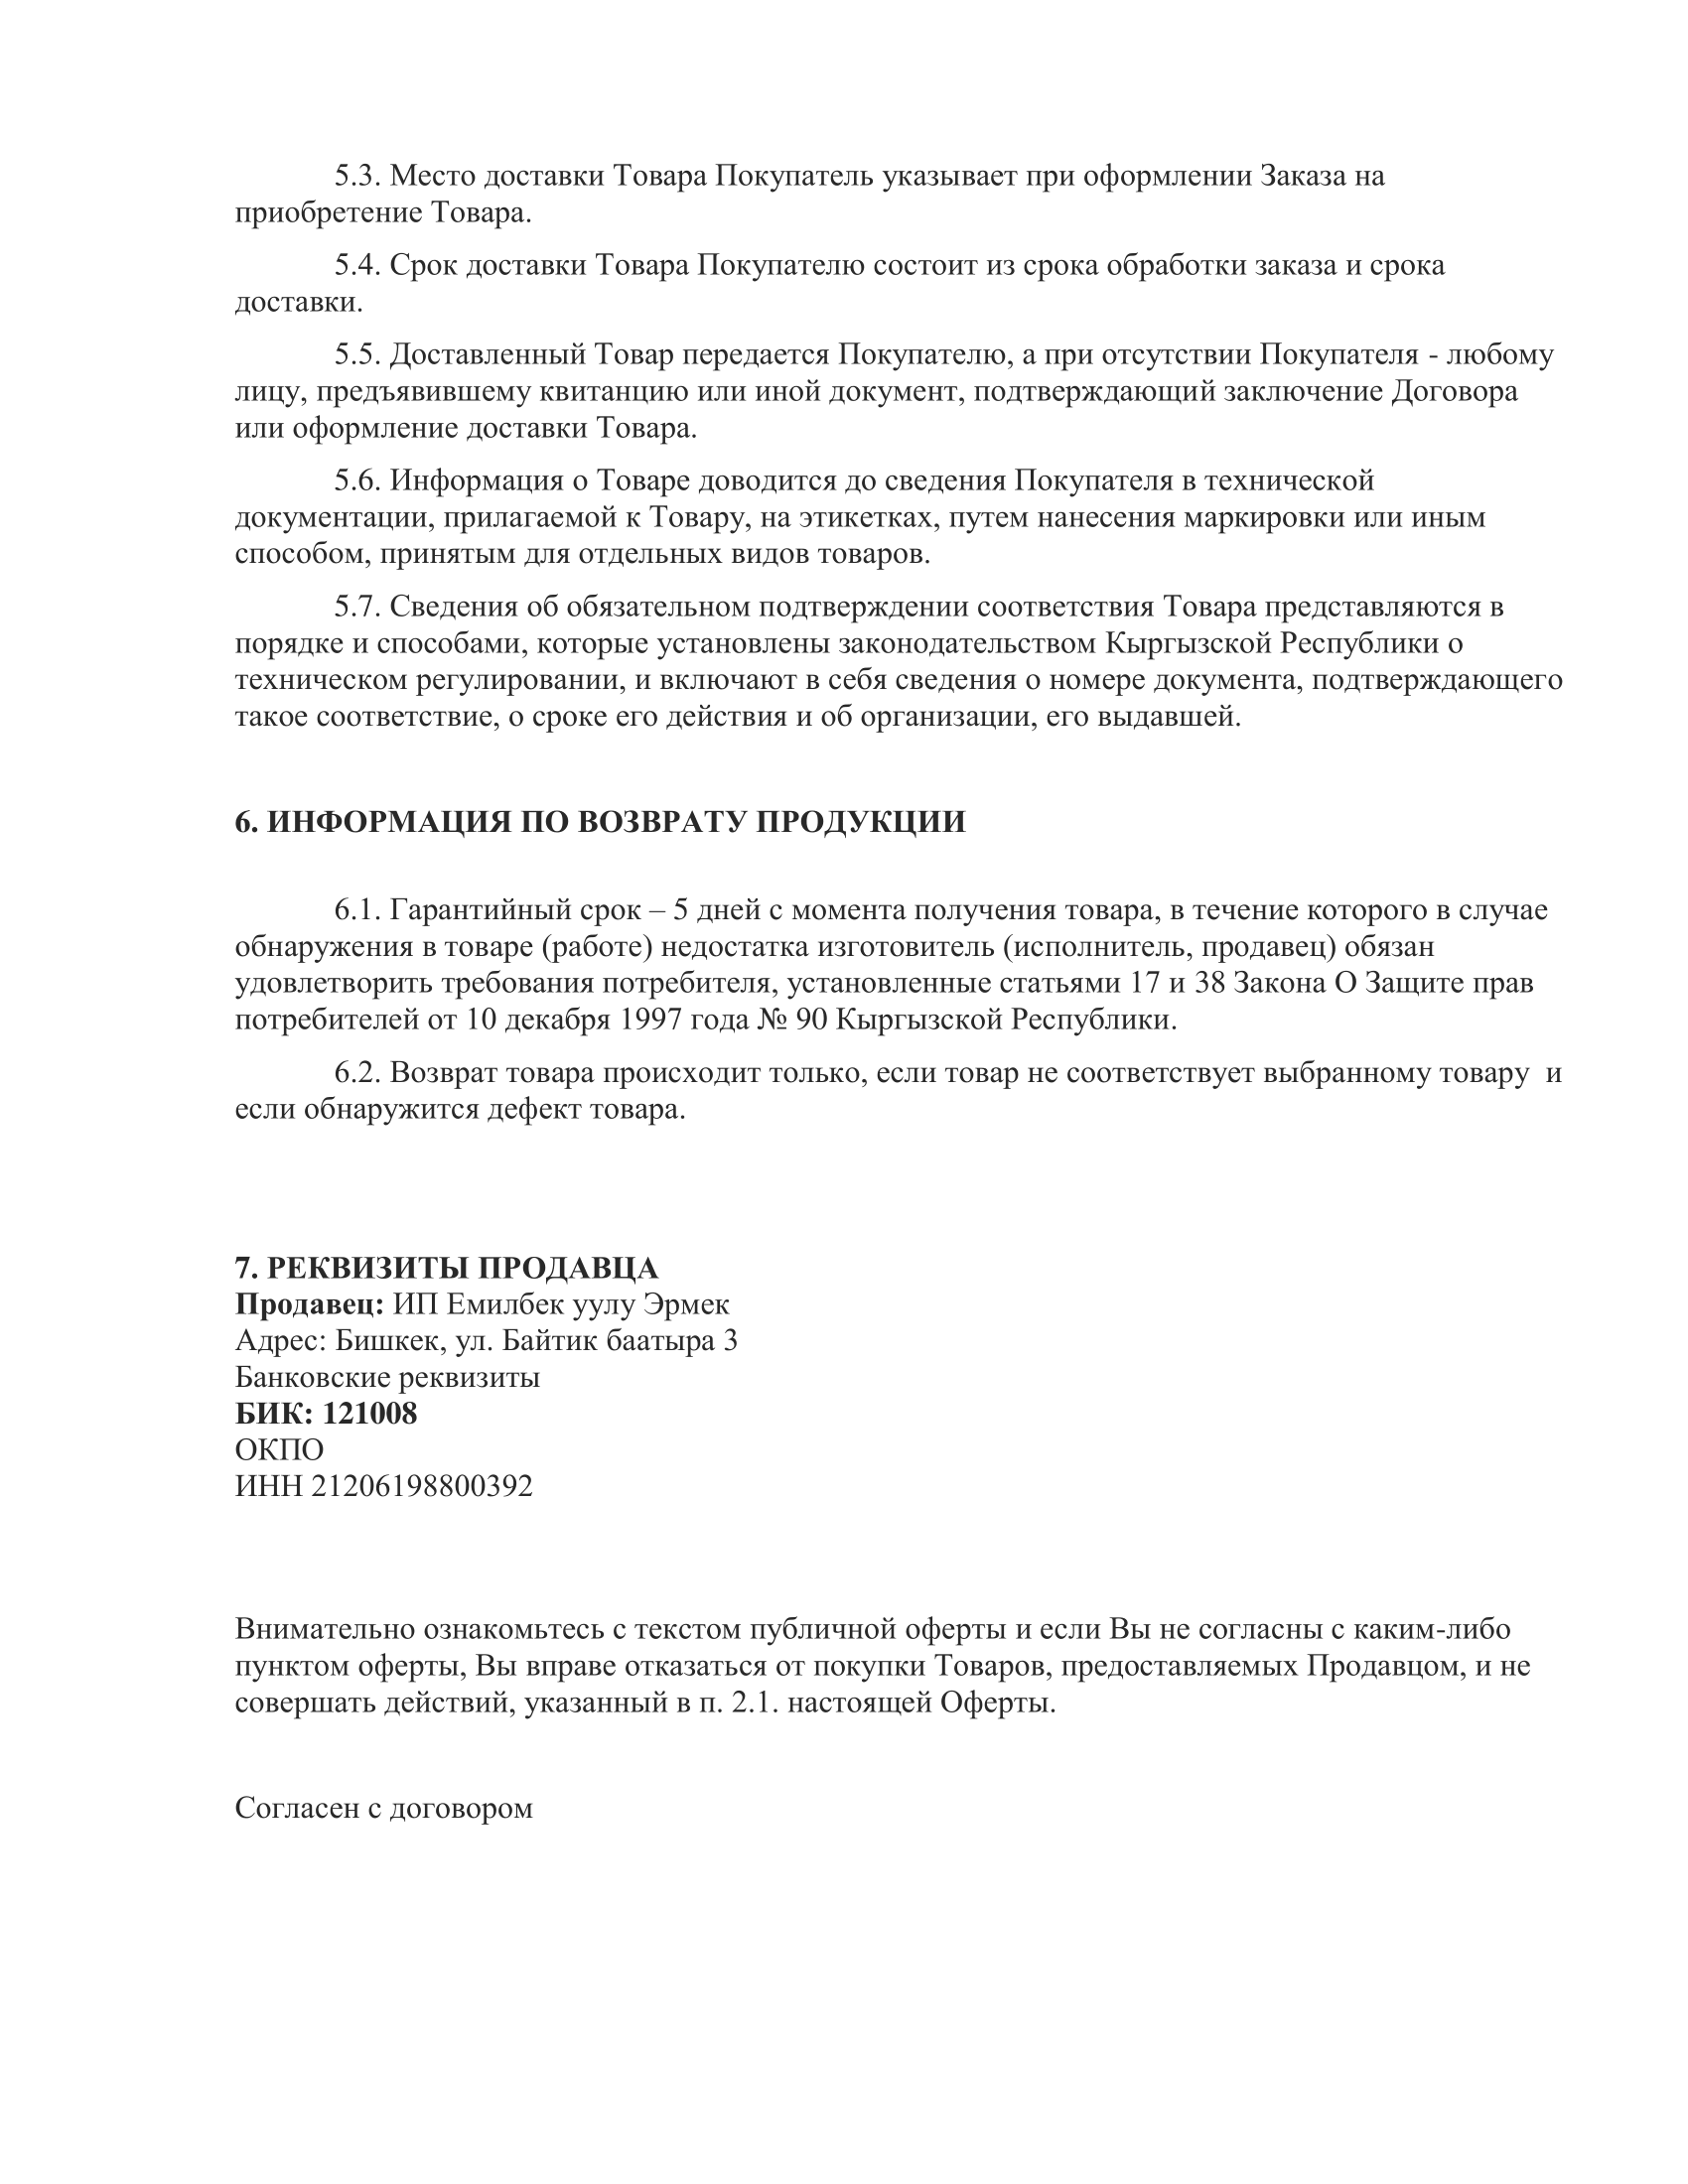 5.3. Место доставки Товара Покупатель указывает при оформлении Заказа на
приобретение Товара.
5.4. Срок доставки Товара Покупателю состоит из срока обработки заказа и срока
доставки.
5.5. Доставленный Товар передается Покупателю, а при отсутствии Покупателя - любому
лицу, предъявившему квитанцию или иной документ, подтверждающий заключение Договора
или оформление доставки Товара.
5.6. Информация о Товаре доводится до сведения Покупателя в технической
документации, прилагаемой к Товару, на этикетках, путем нанесения маркировки или иным
способом, принятым для отдельных видов товаров.
5.7. Сведения об обязательном подтверждении соответствия Товара представляются в
порядке и способами, которые установлены законодательством Кыргызской Республики о
техническом регулировании, и включают в себя сведения о номере документа, подтверждающего
такое соответствие, о сроке его действия и об организации, его выдавшей.
6. ИНФОРМАЦИЯ ПО ВОЗВРАТУ ПРОДУКЦИИ
6.1. Гарантийный срок – 5 дней с момента получения товара, в течение которого в случае
обнаружения в товаре (работе) недостатка изготовитель (исполнитель, продавец) обязан
удовлетворить требования потребителя, установленные статьями 17 и 38 Закона О Защите прав
потребителей от 10 декабря 1997 года № 90 Кыргызской Республики.
6.2. Возврат товара происходит только, если товар не соответствует выбранному товару  и
если обнаружится дефект товара.
7. РЕКВИЗИТЫ ПРОДАВЦА
Продавец: ИП Емилбек уулу Эрмек
Адрес: Бишкек, ул. Байтик баатыра 3
Банковские реквизиты
БИК: 121008
ОКПО
ИНН 21206198800392
Внимательно ознакомьтесь с текстом публичной оферты и если Вы не согласны с каким-либо
пунктом оферты, Вы вправе отказаться от покупки Товаров, предоставляемых Продавцом, и не
совершать действий, указанный в п. 2.1. настоящей Оферты.
Согласен с договором